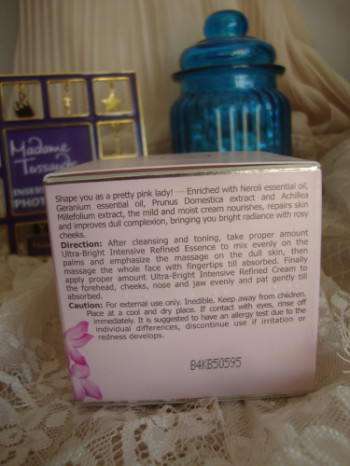 Madame
Tussauds
INSER
PHOT
Shape you as a pretty pink lady! — Enriched with Neroli essential oil,
Geranium essential oil, Prunus Domestica extract and Achillea
Millefolium extract, the mild and moist cream nourishes, repairs skin
and improves dull complexion, bringing you bright radiance with rosy
cheeks.
Direction: After cleansing and toning, take proper amount
Ultra-Bright Intensive Refined Essence to mix evenly on the
palms and emphasize the massage on the dull skin, then
massage the whole face with fingertips till absorbed. Finally
apply proper amount Ultra-Bright Intensive Refined Cream to
the forehead, cheeks, nose and jaw evenly and pat gently till
absorbed.
Caution: For external use only. Inedible. Keep away from children.
Place at a cool and dry place. If contact with eyes, rinse off
immediately. It is suggested to have an allergy test due to the
individual differences, discontinue use if irritation or
redness develops.
B4KB50595